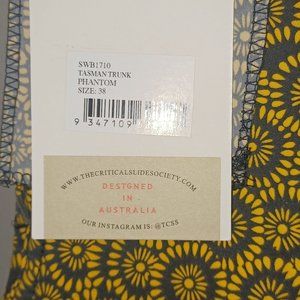 SWB1710
TASMAN TRUNK
PHANTOM
SIZE: 38
9 347109
WWW.THECRITICALSLIDESOCIETY.COM
DESIGNED
IN
AUSTRALIA
OUR INSTAGRAM IS: @TCSS